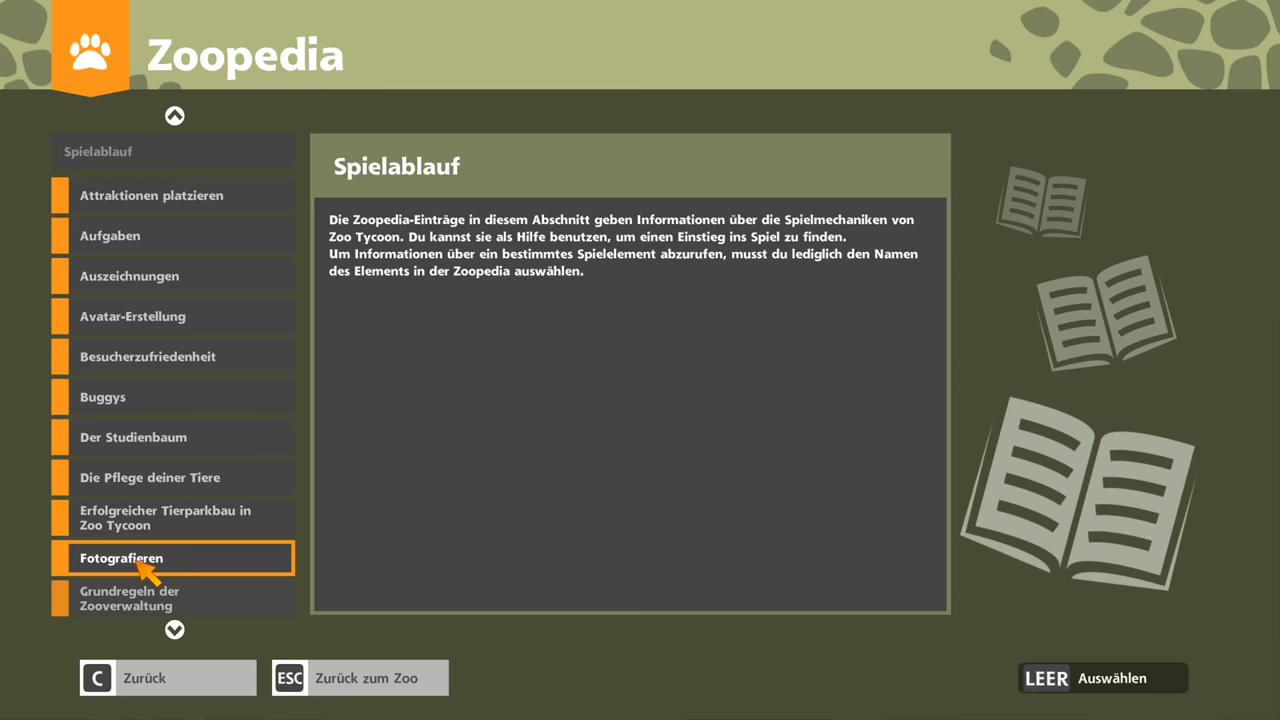 Zoopedia
Spielablauf
Attraktionen platzieren
Aufgaben
Auszeichnungen
Avatar-Erstellung
Besucherzufriedenheit
Buggys
Der Studienbaum
Die Pflege deiner Tiere
Erfolgreicher Tierparkbau in
Zoo Tycoon
Fotografieren
Grundregeln der
Zooverwaltung
Spielablauf
Die Zoopedia-Einträge in diesem Abschnitt geben Informationen über die Spielmechaniken von
Zoo Tycoon. Du kannst sie als Hilfe benutzen, um einen Einstieg ins Spiel zu finden.
Um Informationen über ein bestimmtes Spielelement abzurufen, musst du lediglich den Namen
des Elements in der Zoopedia auswählen.
C Zurück
ESC Zurück zum Zoo
LEER Auswählen